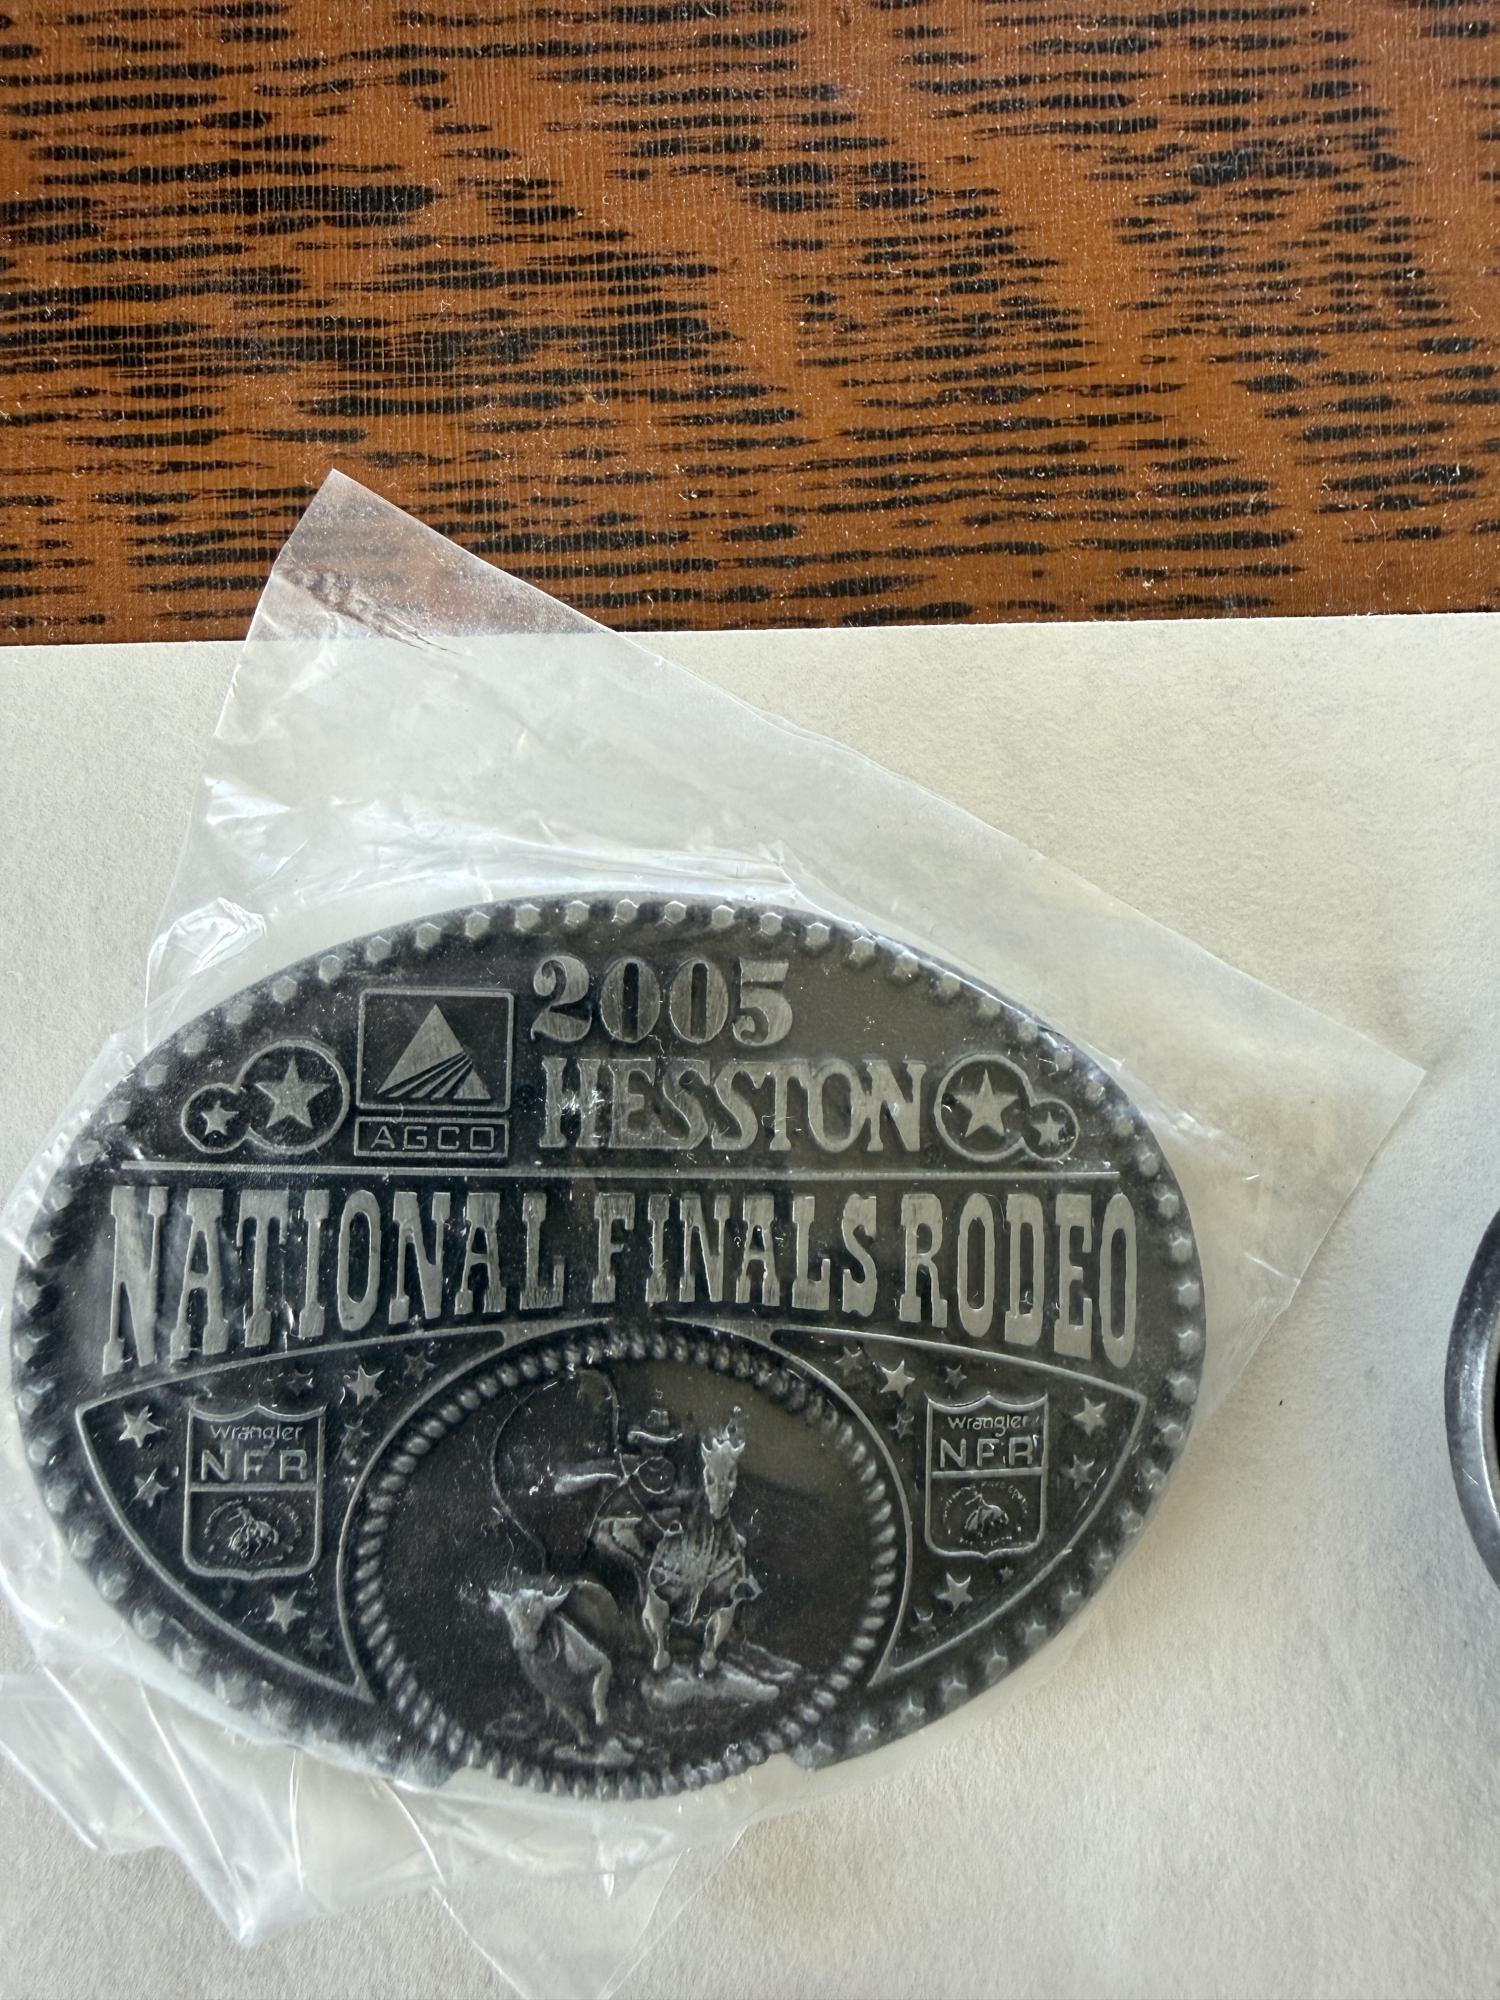 2005
HESSTON
AGCO
NATIONAL FINALS RODEO
Wrangler
NFR
Wrangler
NFR